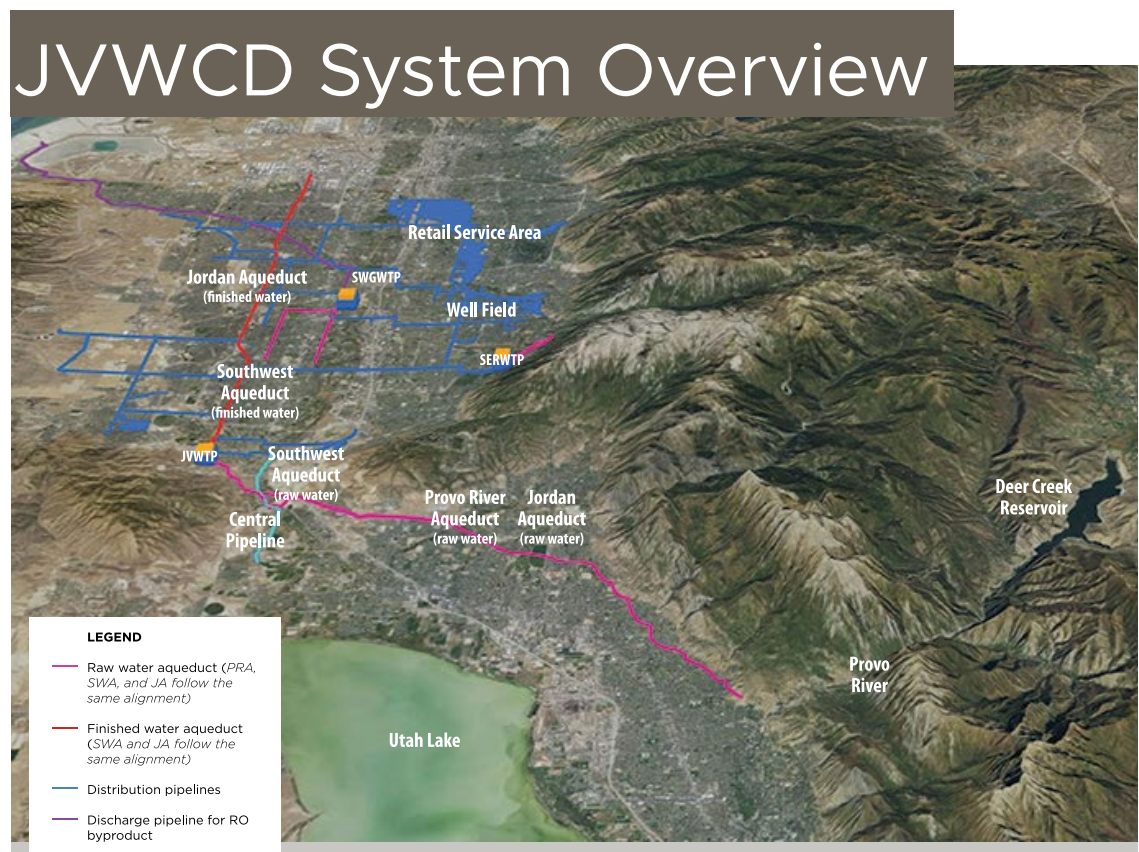 JVWCD System Overview
Retail Service Area
Jordan Aqueduct
(finished water)
SWGWTP
Well Field
SERWTP
Southwest
Aqueduct
(finished water)
JVWTP
Southwest
Aqueduct
(raw water)
Central
Pipeline
Provo River
Aqueduct
(raw water)
Jordan
Aqueduct
(raw water)
Deer Creek
Reservoir
Provo
River
Utah Lake
LEGEND
Raw water aqueduct (PRA,
SWA, and JA follow the
same alignment)
Finished water aqueduct
(SWA and JA follow the
same alignment)
Distribution pipelines
Discharge pipeline for RO
byproduct